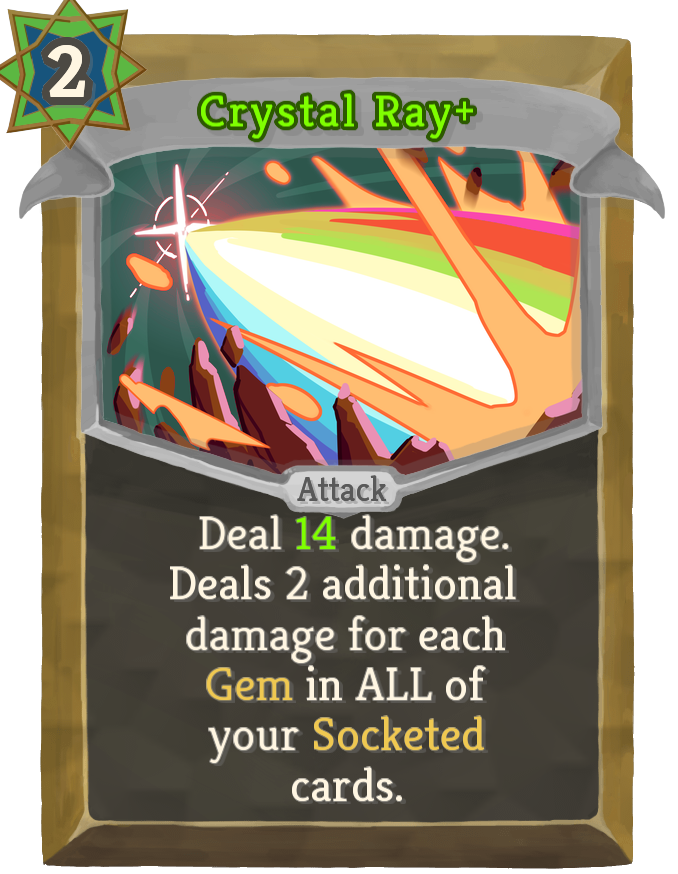 2
Crystal Ray+
Attack
Deal 14 damage.
Deals 2 additional
damage for each
Gem in ALL of
your Socketed
cards.